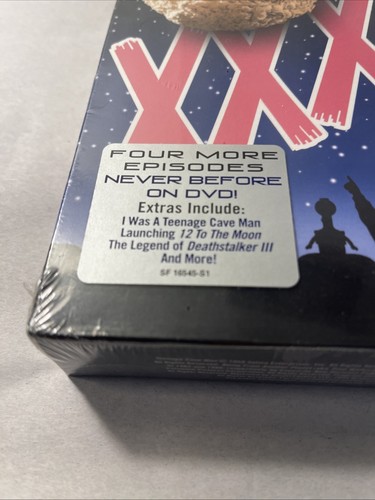 XXX
FOUR MORE
EPISODES
NEVER BEFORE
ON DVD!
Extras Include:
I Was A Teenage Cave Man
Launching 12 To The Moon
The Legend of Deathstalker III
And More!
SF 16545-S1